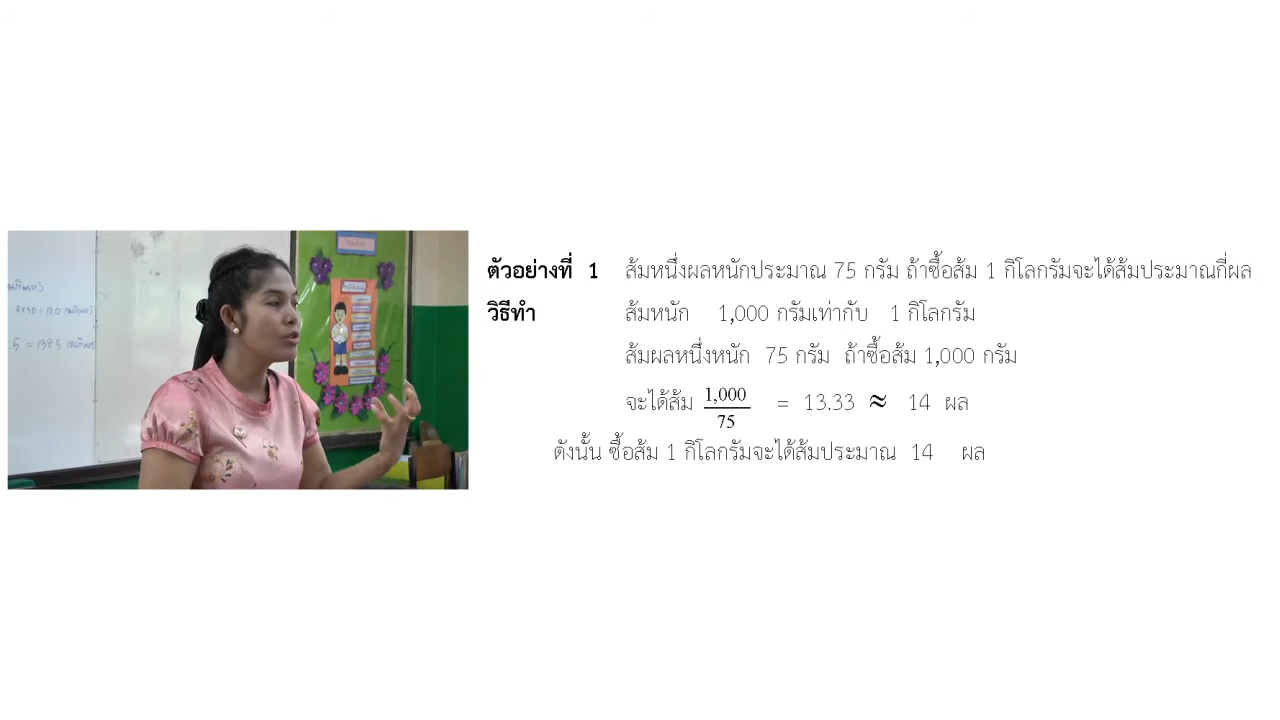 4×30 = 120
ตัวอย่างที่ 1 ส้มหนึ่งผลหนักประมาณ 75 กรัม ถ้าซื้อส้ม 1 กิโลกรัมจะได้ส้มประมาณกี่ผล
วิธีทำ ส้มหนัก 1,000 กรัมเท่ากับ 1 กิโลกรัม
ส้มผลหนึ่งหนัก 75 กรัม ถ้าซื้อส้ม 1,000 กรัม
จะได้ส้ม 1,000/75 = 13.33 ≈ 14 ผล
ดังนั้น ซื้อส้ม 1 กิโลกรัมจะได้ส้มประมาณ 14 ผล